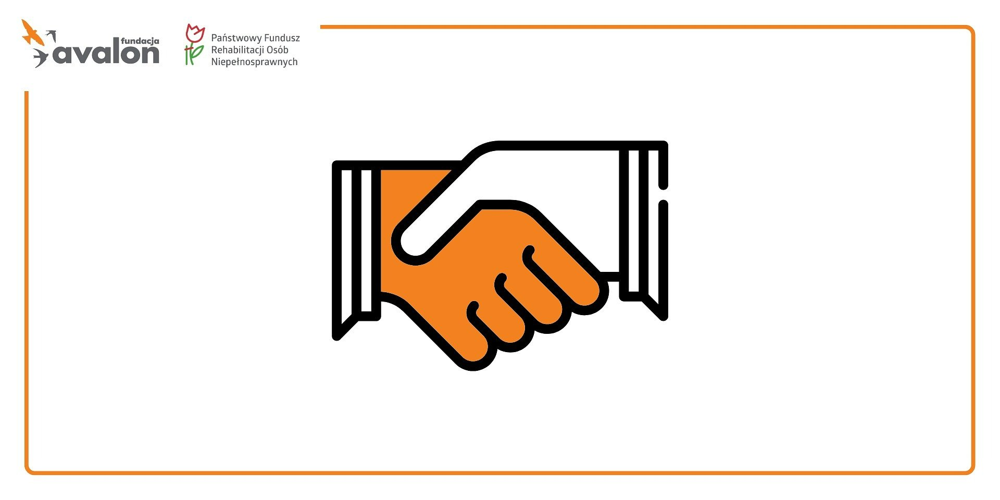 fundacja
avalon
Państwowy Fundusz
Rehabilitacji Osób
Niepełnosprawnych